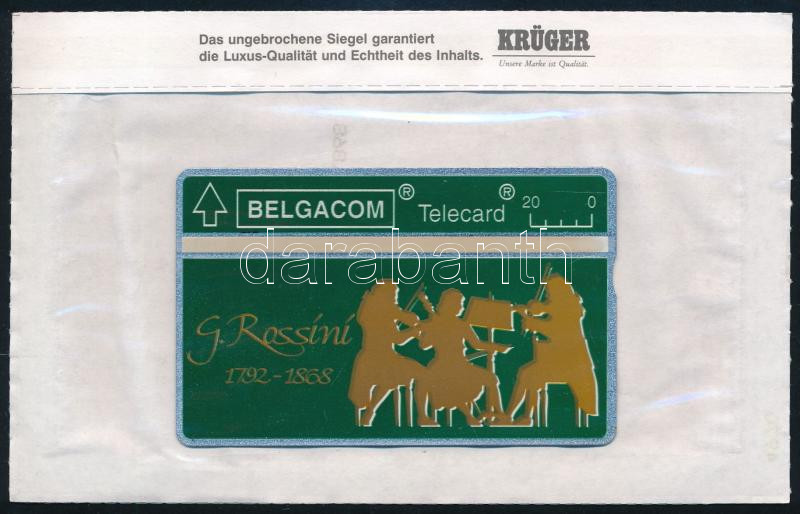 Das ungebrochene Siegel garantiert
die Luxus-Qualität und Echtheit des Inhalts.
KRÜGER
Unsere Marke ist Qualität.
BELGACOM ® Telecard ® 20 0
darabanth
G. Rossini
1792-1868